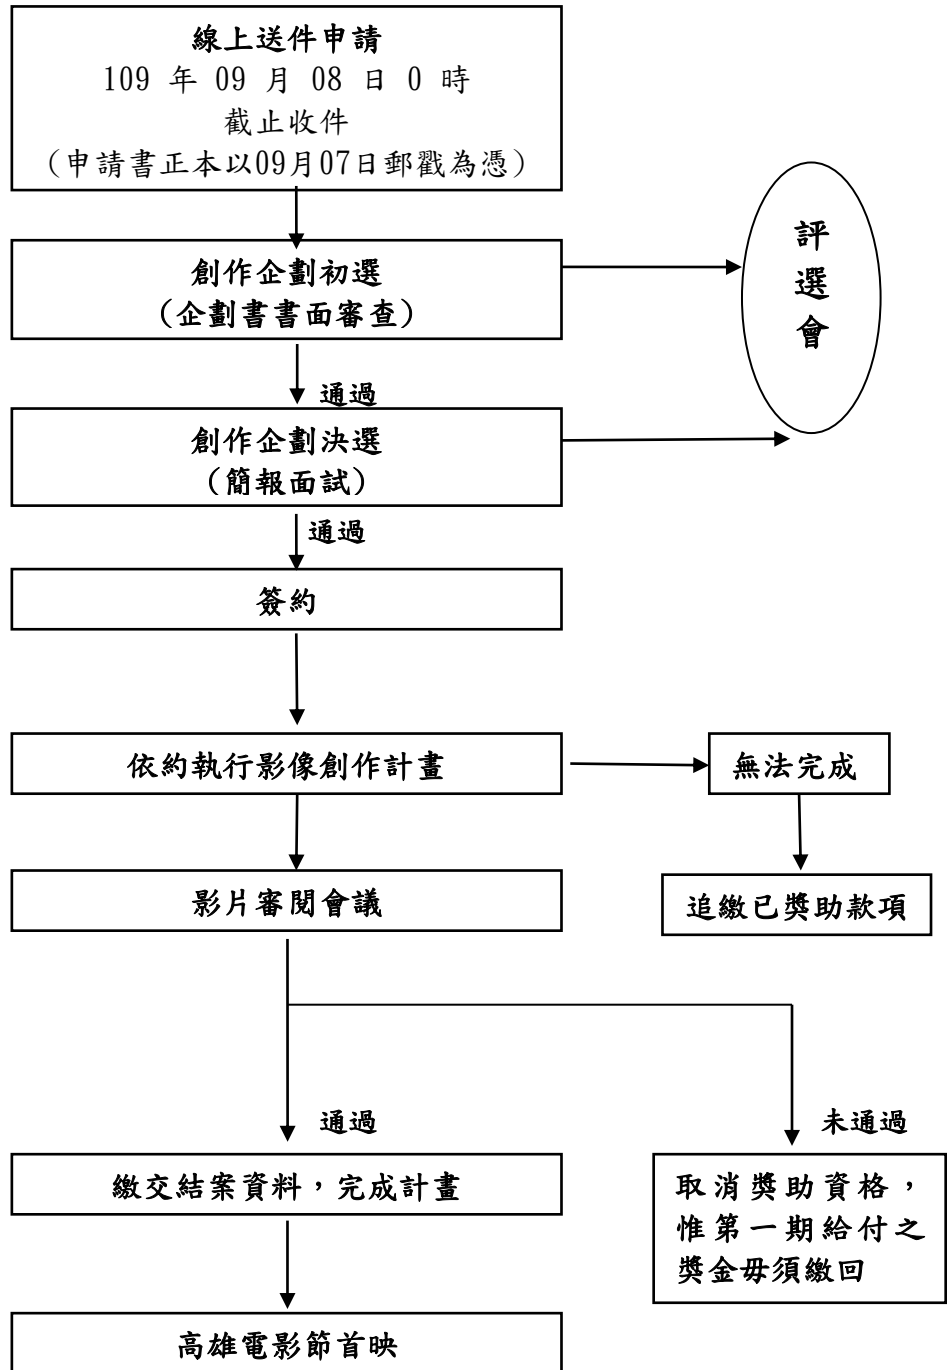 線上送件申請
109 年 09 月 08 日 0 時
截止收件
(申請書正本以09月07日郵戳為憑)
評
選
會
創作企劃初選
(企劃書書面審查)
通過
創作企劃決選
(簡報面試)
通過
簽約
依約執行影像創作計畫
無法完成
影片審閱會議
追繳已獎助款項
通過
未通過
繳交結案資料，完成計畫
取消獎助資格，
惟第一期給付之
獎金毋須繳回
高雄電影節首映